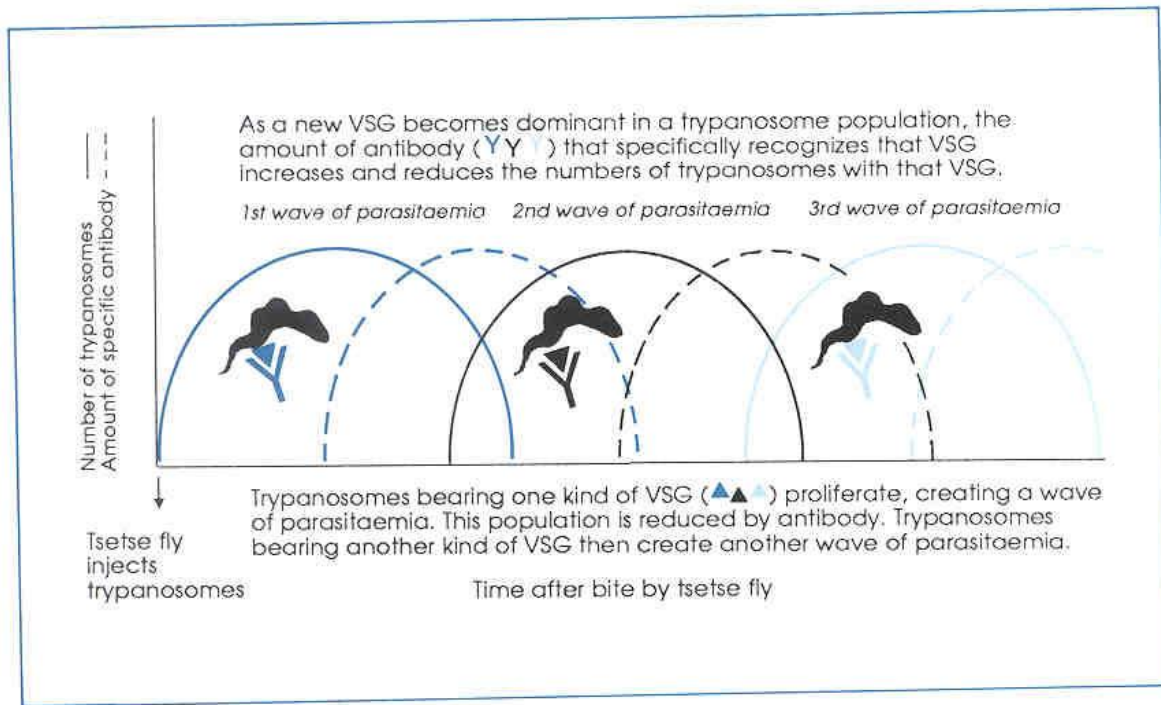 Number of trypanosomes
Amount of specific antibody
As a new VSG becomes dominant in a trypanosome population, the
amount of antibody ( ) that specifically recognizes that VSG
increases and reduces the numbers of trypanosomes with that VSG.
1st wave of parasitaemia 2nd wave of parasitaemia 3rd wave of parasitaemia
Trypanosomes bearing one kind of VSG ( ) proliferate, creating a wave
of parasitaemia. This population is reduced by antibody. Trypanosomes
bearing another kind of VSG then create another wave of parasitaemia.
Tsetse fly
injects
trypanosomes
Time after bite by tsetse fly